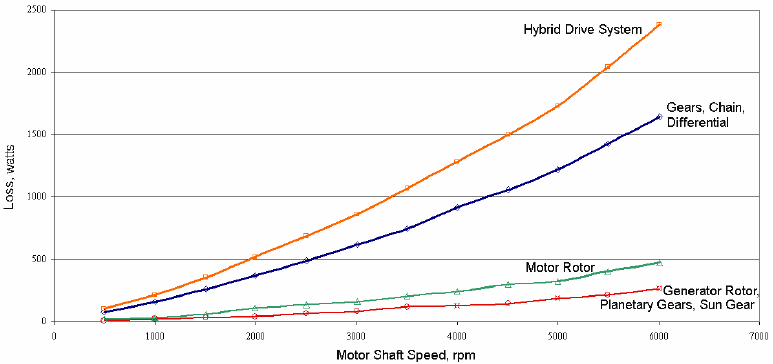 2500
2000
1500
1000
500
0
Loss, watts
Hybrid Drive System
Gears, Chain,
Differential
Motor Rotor
Generator Rotor,
Planetary Gears, Sun Gear
0 1000 2000 3000 4000 5000 6000 7000
Motor Shaft Speed, rpm